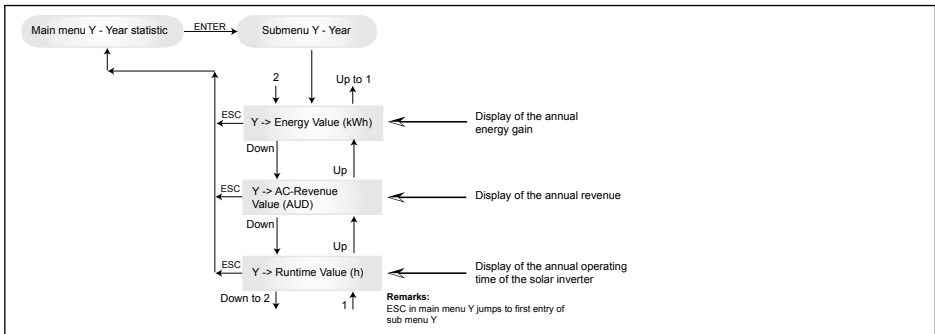 Main menu Y - Year statistic
ENTER
Submenu Y - Year
2
Up to 1
ESC
Y -> Energy Value (kWh)
Display of the annual
energy gain
Down
Up
ESC
Y -> AC-Revenue
Value (AUD)
Display of the annual revenue
Down
Up
ESC
Y -> Runtime Value (h)
Display of the annual operating
time of the solar inverter
Down to 2
1
Remarks:
ESC in main menu Y jumps to first entry of
sub menu Y